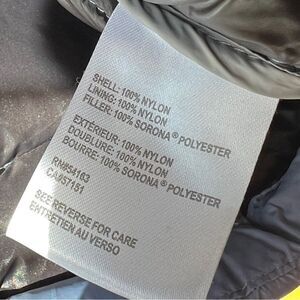 SHELL: 100% NYLON
LINING: 100% NYLON
FILLER: 100% SORONA® POLYESTER
EXTÉRIEUR: 100% NYLON
DOUBLURE: 100% NYLON
BOURRE: 100% SORONA® POLYESTER
RN#54163
CA#57151
SEE REVERSE FOR CARE
ENTRETIEN AU VERSO